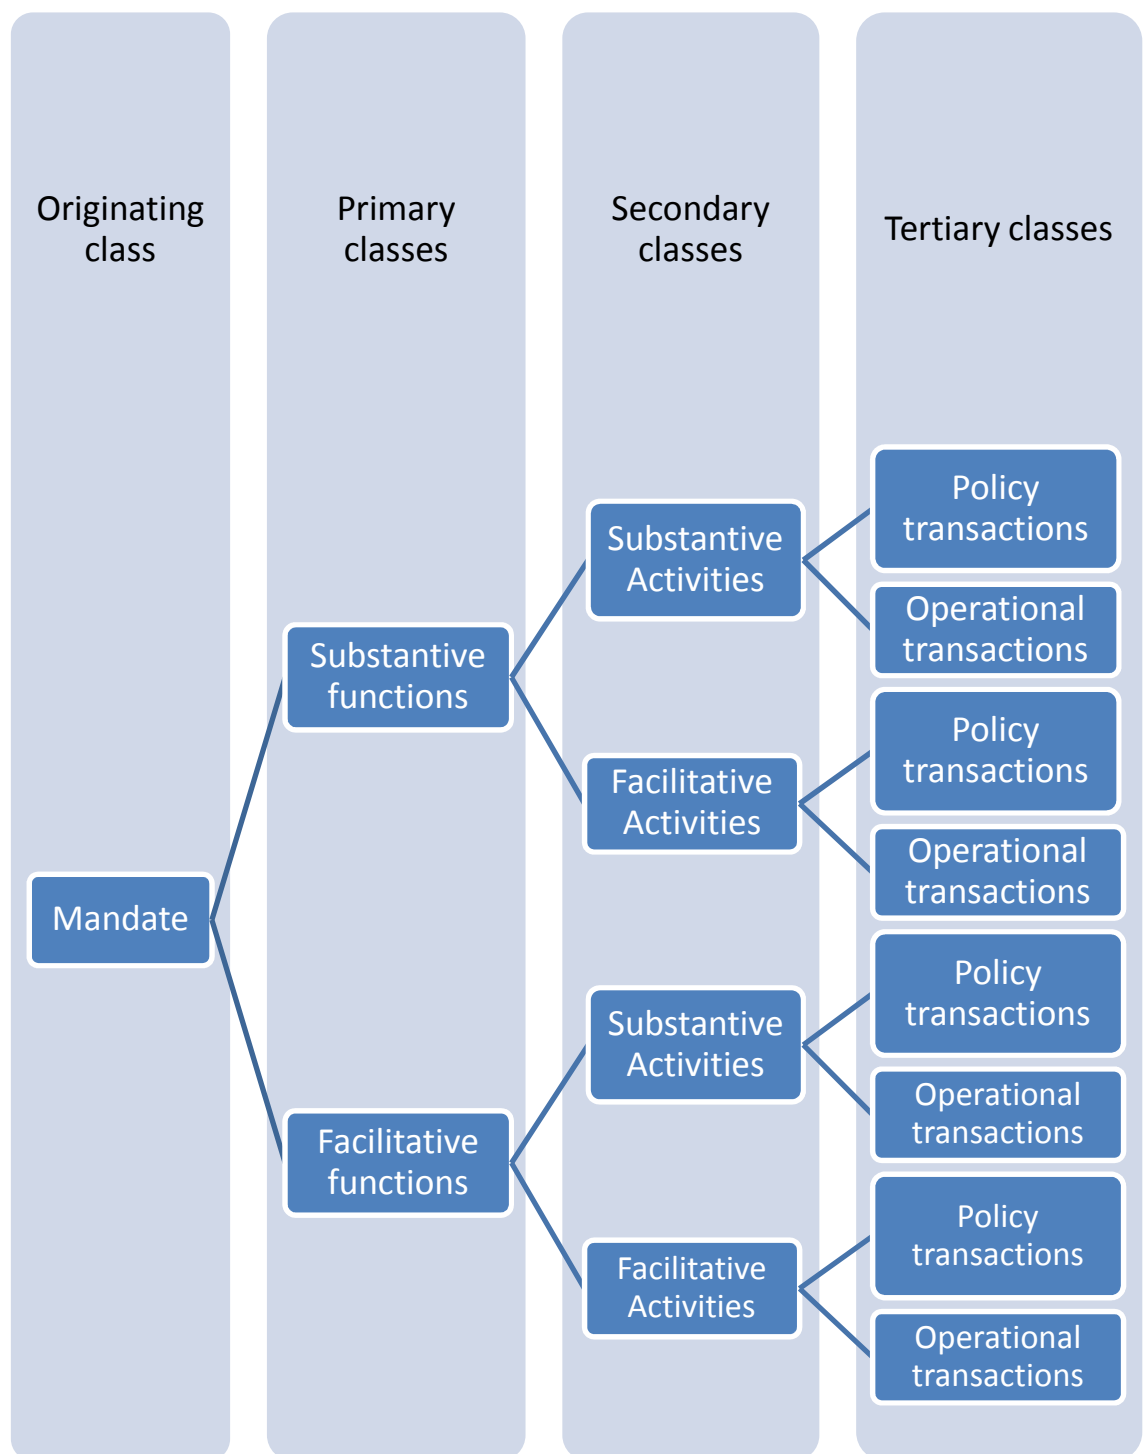 Originating
class
Primary
classes
Secondary
classes
Tertiary classes
Mandate
Substantive
functions
Facilitative
functions
Substantive
Activities
Facilitative
Activities
Substantive
Activities
Facilitative
Activities
Policy
transactions
Operational
transactions
Policy
transactions
Operational
transactions
Policy
transactions
Operational
transactions
Policy
transactions
Operational
transactions